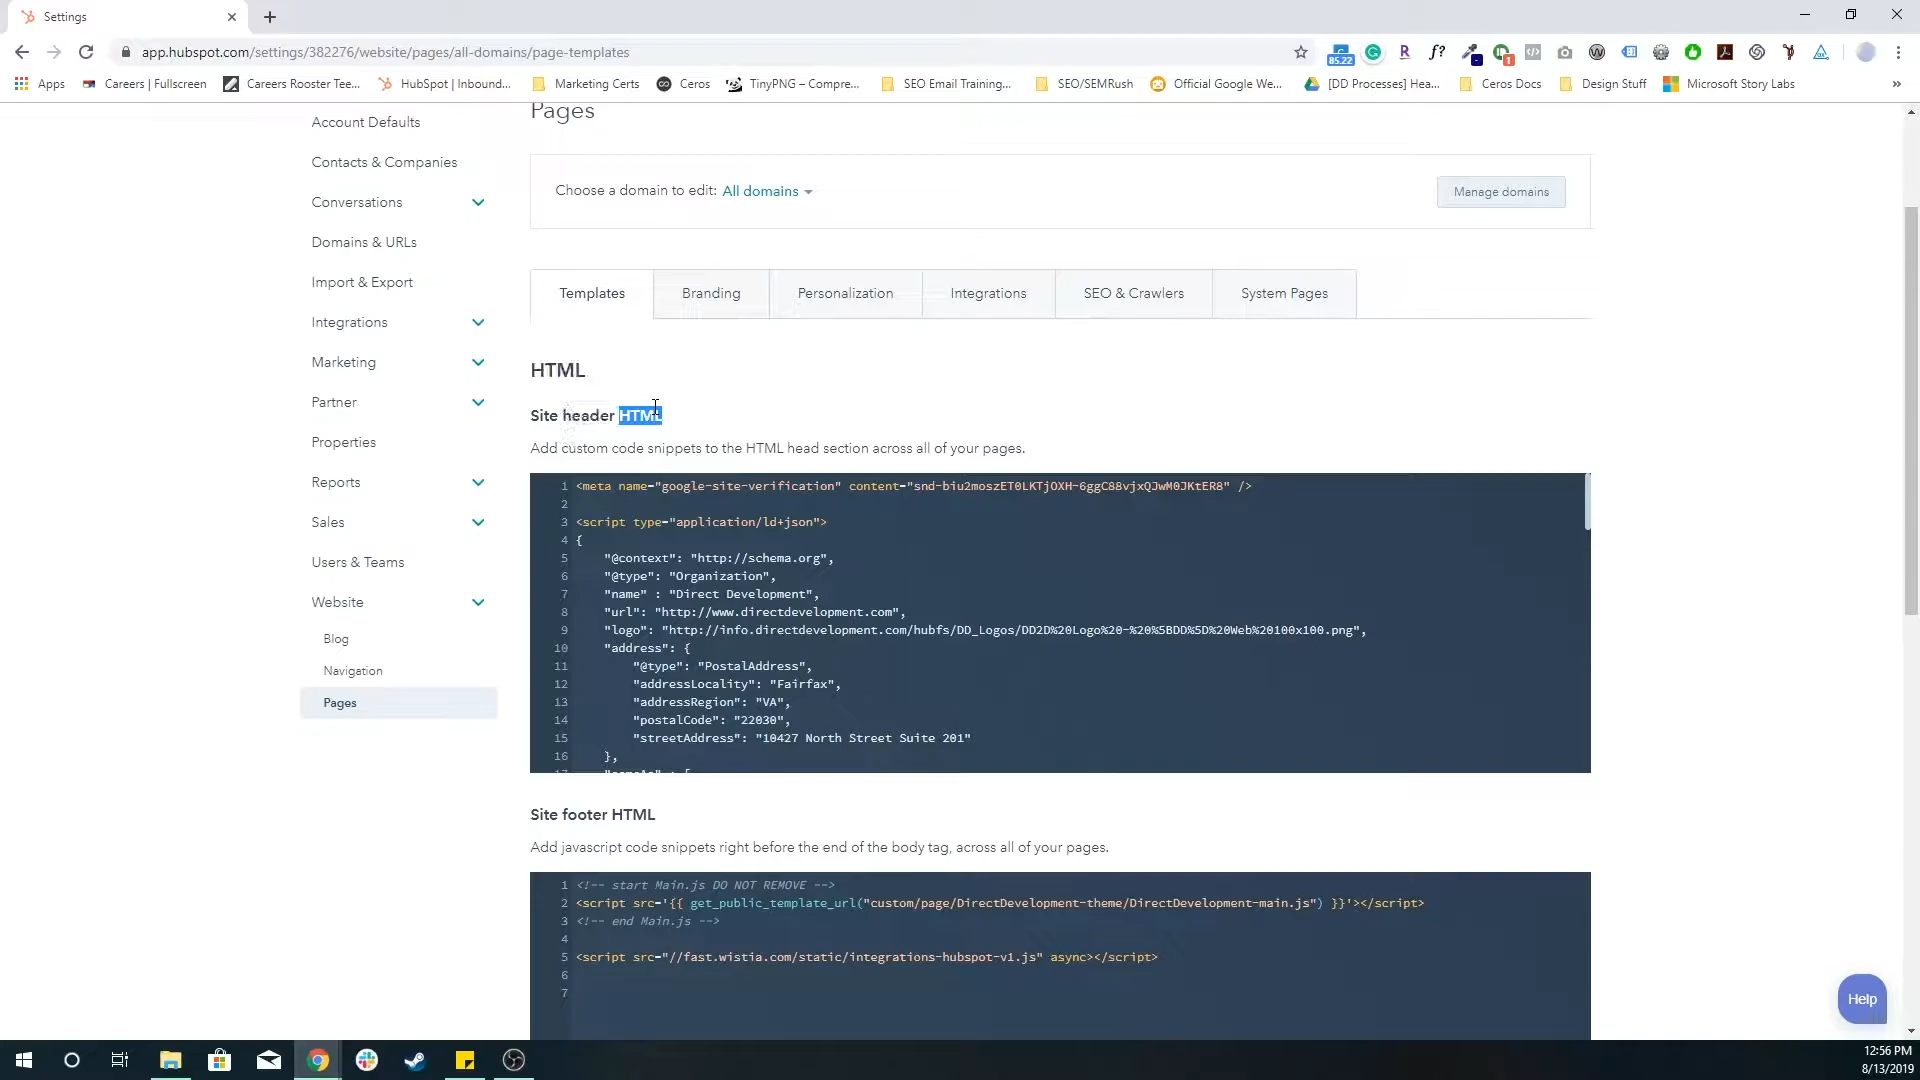 Settings
app.hubspot.com/settings/382276/website/pages/all-domains/page-templates
85.22
1
Apps
Careers | Fullscreen
Careers Rooster Tee...
HubSpot | Inbound...
Marketing Certs
Ceros
TinyPNG – Compre...
SEO Email Training...
SEO/SEMRush
Official Google We...
[DD Processes] Hea...
Ceros Docs
Design Stuff
Microsoft Story Labs
»
Account Defaults
Contacts & Companies
Conversations
Domains & URLs
Import & Export
Integrations
Marketing
Partner
Properties
Reports
Sales
Users & Teams
Website
Blog
Navigation
Pages
Pages
Choose a domain to edit: All domains
Manage domains
Templates
Branding
Personalization
Integrations
SEO & Crawlers
System Pages
HTML
Site header HTML
Add custom code snippets to the HTML head section across all of your pages.
1 <meta name="google-site-verification" content="snd-biu2moszET0LKTjOXH-6ggC88vjxQJwM0JKtER8" />
2
3 <script type="application/ld+json">
4 {
5 "@context": "http://schema.org",
6 "@type": "Organization",
7 "name" : "Direct Development",
8 "url": "http://www.directdevelopment.com",
9 "logo": "http://info.directdevelopment.com/hubfs/DD_Logos/DD2D%20Logo%20-%20%5BDD%5D%20Web%20100x100.png",
10 "address": {
11 "@type": "PostalAddress",
12 "addressLocality": "Fairfax",
13 "addressRegion": "VA",
14 "postalCode": "22030",
15 "streetAddress": "10427 North Street Suite 201"
16 },
Site footer HTML
Add javascript code snippets right before the end of the body tag, across all of your pages.
1 <!-- start Main.js DO NOT REMOVE -->
2 <script src='{{ get_public_template_url("custom/page/DirectDevelopment-theme/DirectDevelopment-main.js") }}'></script>
3 <!-- end Main.js -->
4
5 <script src="//fast.wistia.com/static/integrations-hubspot-v1.js" async></script>
6
7
Help
12:56 PM
8/13/2019